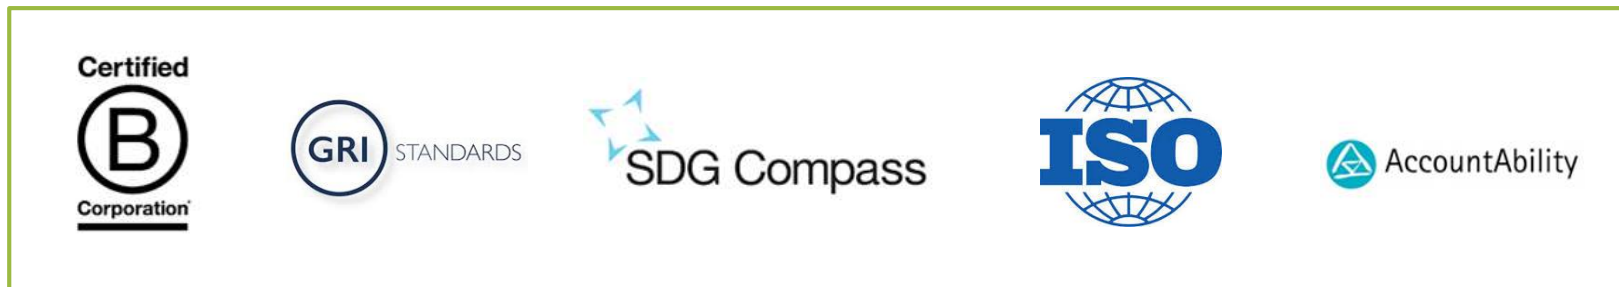 Certified
B
Corporation
GRI STANDARDS
SDG Compass
ISO
AccountAbility